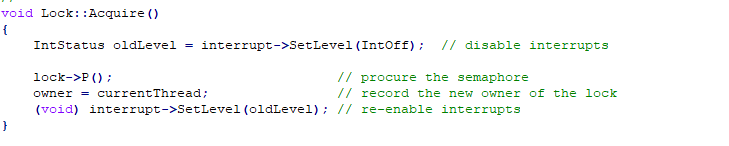 void Lock::Acquire()
{
    IntStatus oldLevel = interrupt->SetLevel(IntOff);  // disable interrupts
    lock->P();                            // procure the semaphore
    owner = currentThread;                // record the new owner of the lock
    (void) interrupt->SetLevel(oldLevel); // re-enable interrupts
}